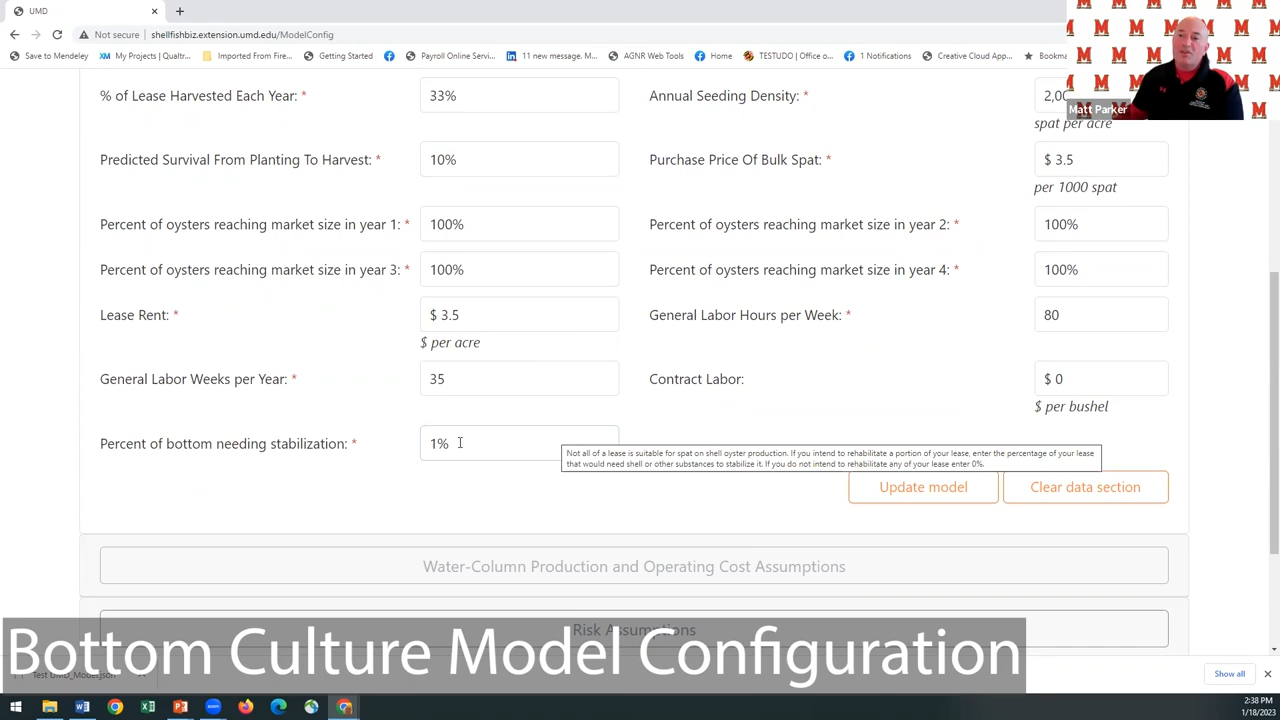 UMD
Not secure
shellfishbiz.extension.umd.edu/ModelConfig
Save to Mendeley
My Projects (Qualtr...
Imported From Fire...
Getting Started
Payroll Online Servi...
11 new message. M...
AGNR Web Tools
Home
TESTUDO | Office o...
1 Notifications
Creative Cloud App...
Bookma
Matt Parker
% of Lease Harvested Each Year: *
33%
Annual Seeding Density: *
spat per acre
Predicted Survival From Planting To Harvest: *
10%
Purchase Price Of Bulk Spat: *
$ 3.5
per 1000 spat
Percent of oysters reaching market size in year 1: *
100%
Percent of oysters reaching market size in year 2: *
100%
Percent of oysters reaching market size in year 3: *
100%
Percent of oysters reaching market size in year 4: *
100%
Lease Rent: *
$ 3.5
$ per acre
General Labor Hours per Week: *
80
General Labor Weeks per Year: *
35
Contract Labor:
$ 0
$ per bushel
Percent of bottom needing stabilization: *
1%
Not all of a lease is suitable for spat on shell oyster production. If you intend to rehabilitate a portion of your lease, enter the percentage of your lease
that would need shell or other substances to stabilize it. If you do not intend to rehabilitate any of your lease enter 0%.
Update model
Clear data section
Water-Column Production and Operating Cost Assumptions
Risk Assumptions
Bottom Culture Model Configuration
Test UMD_Model.json
Show all
2:38 PM
1/18/2023